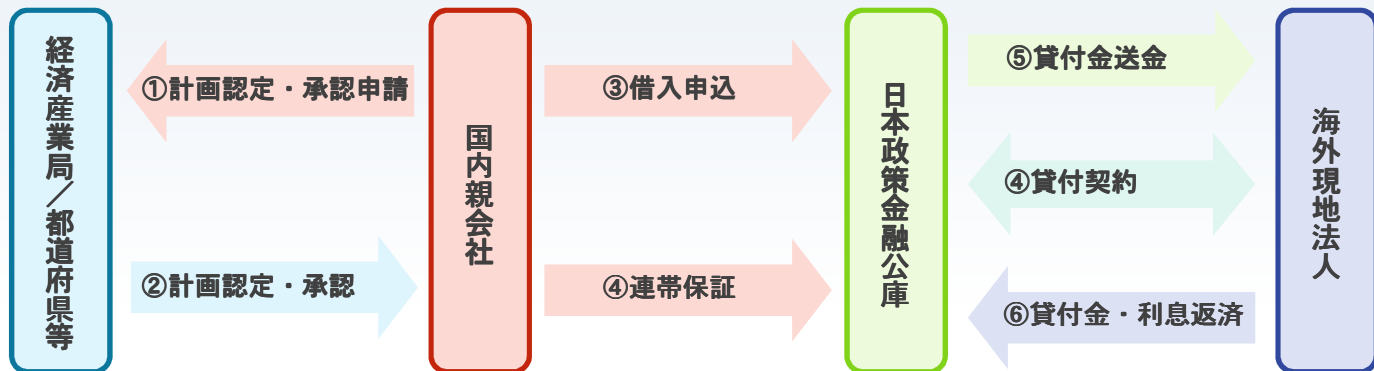 経済産業局／都道府県等
①計画認定・承認申請
②計画認定・承認
国内親会社
③借入申込
④連帯保証
日本政策金融公庫
⑤貸付金送金
④貸付契約
⑥貸付金・利息返済
海外現地法人